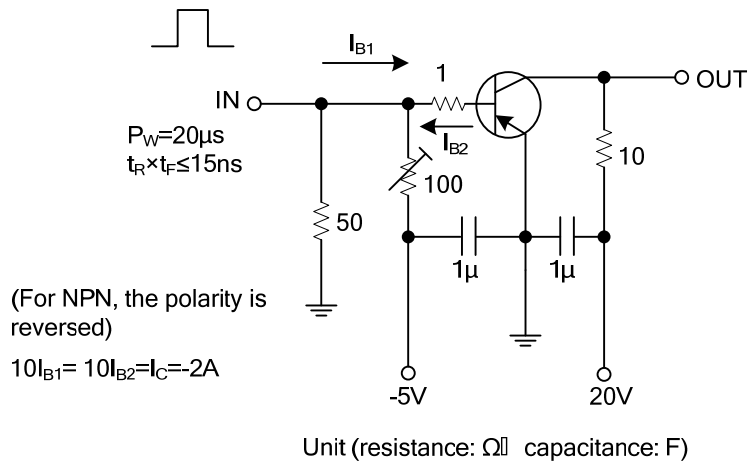 I_B1
1
IN
OUT
P_W=20µs
t_R×t_F≤15ns
I_B2
100
10
50
1µ
1µ
(For NPN, the polarity is
reversed)
10I_B1= 10I_B2=I_C=-2A
-5V
20V
Unit (resistance: Ω▯ capacitance: F)